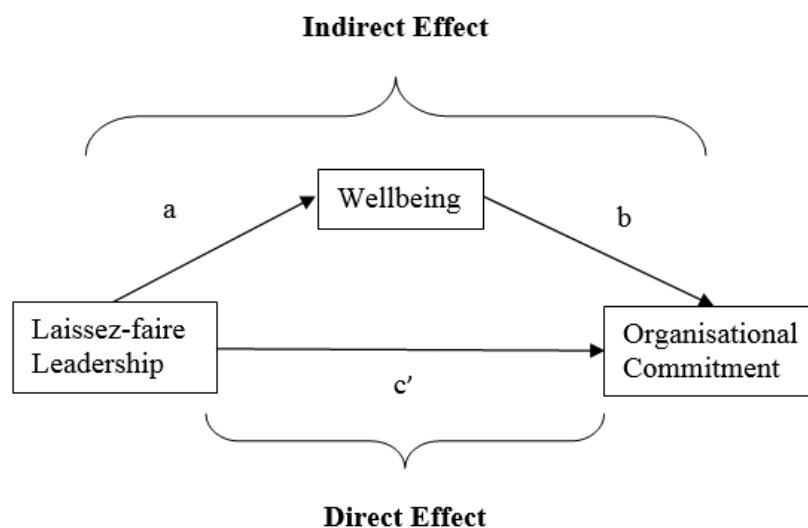 Indirect Effect
Wellbeing
a
b
Laissez-faire
Leadership
Organisational
Commitment
c′
Direct Effect